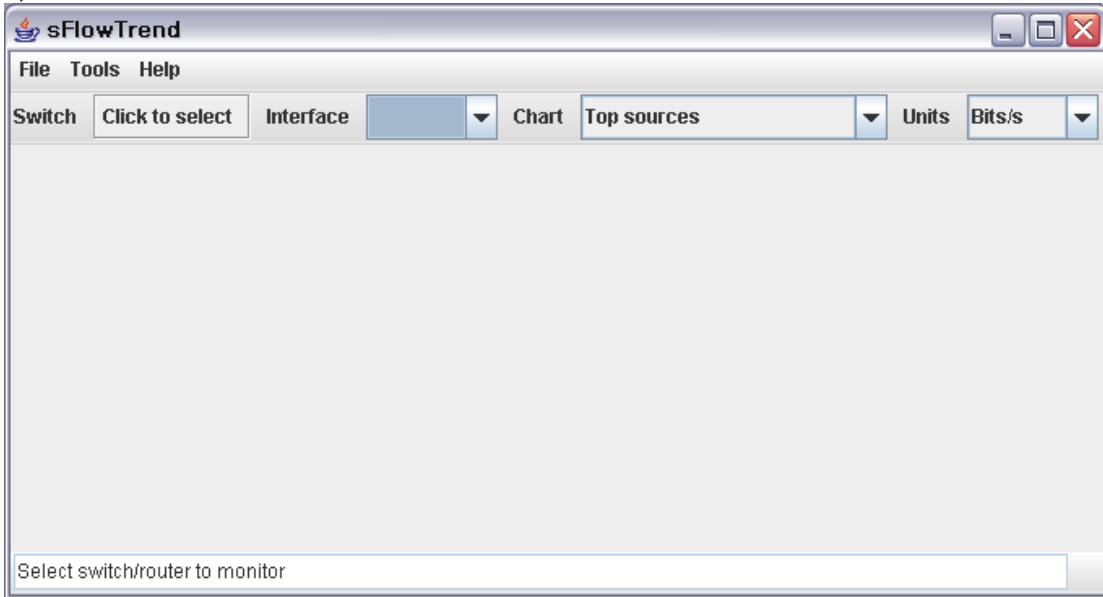 sFlowTrend
File Tools Help
Switch Click to select Interface Chart Top sources Units Bits/s
Select switch/router to monitor